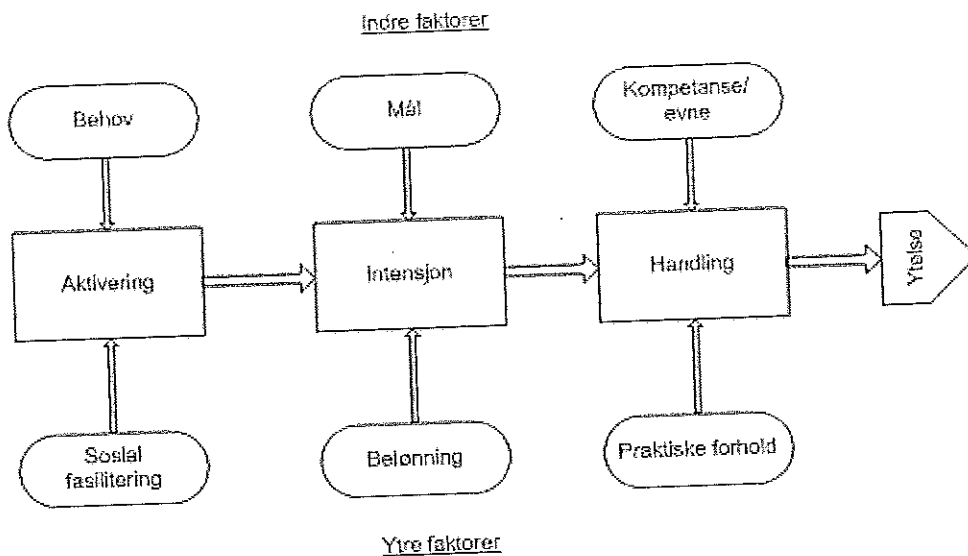 Indre faktorer
Behov
Mål
Kompetanse/
evne
Aktivering
Intensjon
Handling
Ytelse
Sosial
fasilitering
Belønning
Praktiske forhold
Ytre faktorer